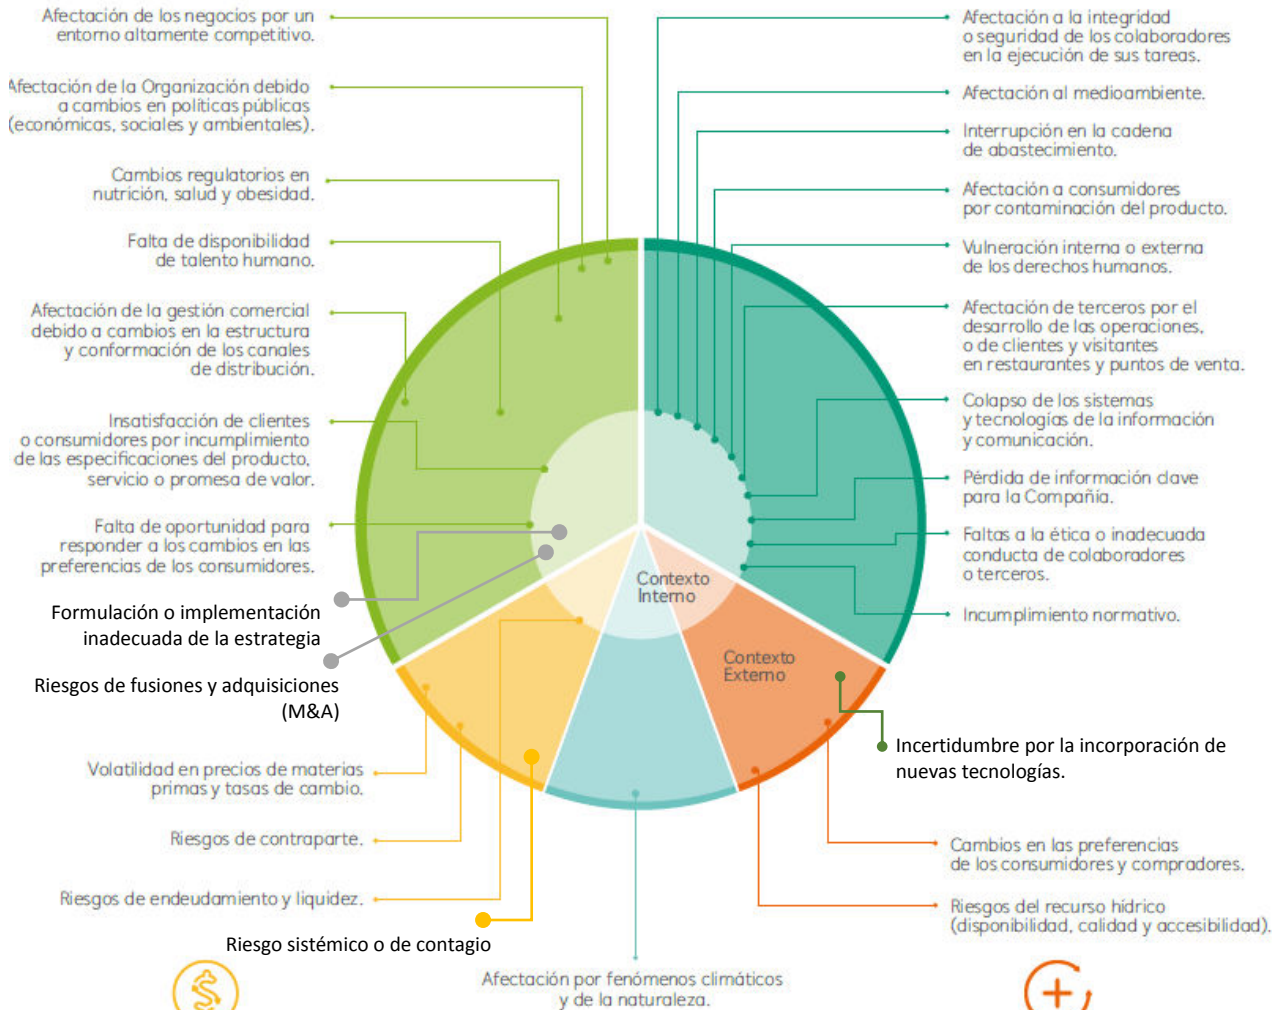 Afectación de los negocios por un
entorno altamente competitivo.
Afectación de la Organización debido
a cambios en políticas públicas
(económicas, sociales y ambientales).
Cambios regulatorios en
nutrición, salud y obesidad.
Falta de disponibilidad
de talento humano.
Afectación de la gestión comercial
debido a cambios en la estructura
y conformación de los canales
de distribución.
Insatisfacción de clientes
o consumidores por incumplimiento
de las especificaciones del producto,
servicio o promesa de valor.
Falta de oportunidad para
responder a los cambios en las
preferencias de los consumidores.
Formulación o implementación
inadecuada de la estrategia
Riesgos de fusiones y adquisiciones
(M&A)
Volatilidad en precios de materias
primas y tasas de cambio.
Riesgos de contraparte.
Riesgos de endeudamiento y liquidez.
Riesgo sistémico o de contagio
Afectación por fenómenos climáticos
y de la naturaleza.
Contexto
Interno
Contexto
Externo
Afectación a la integridad
o seguridad de los colaboradores
en la ejecución de sus tareas.
Afectación al medioambiente.
Interrupción en la cadena
de abastecimiento.
Afectación a consumidores
por contaminación del producto.
Vulneración interna o externa
de los derechos humanos.
Afectación de terceros por el
desarrollo de las operaciones,
o de clientes y visitantes
en restaurantes y puntos de venta.
Colapso de los sistemas
y tecnologías de la información
y comunicación.
Pérdida de información clave
para la Compañía.
Faltas a la ética o inadecuada
conducta de colaboradores
o terceros.
Incumplimiento normativo.
Incertidumbre por la incorporación de
nuevas tecnologías.
Cambios en las preferencias
de los consumidores y compradores.
Riesgos del recurso hídrico
(disponibilidad, calidad y accesibilidad).